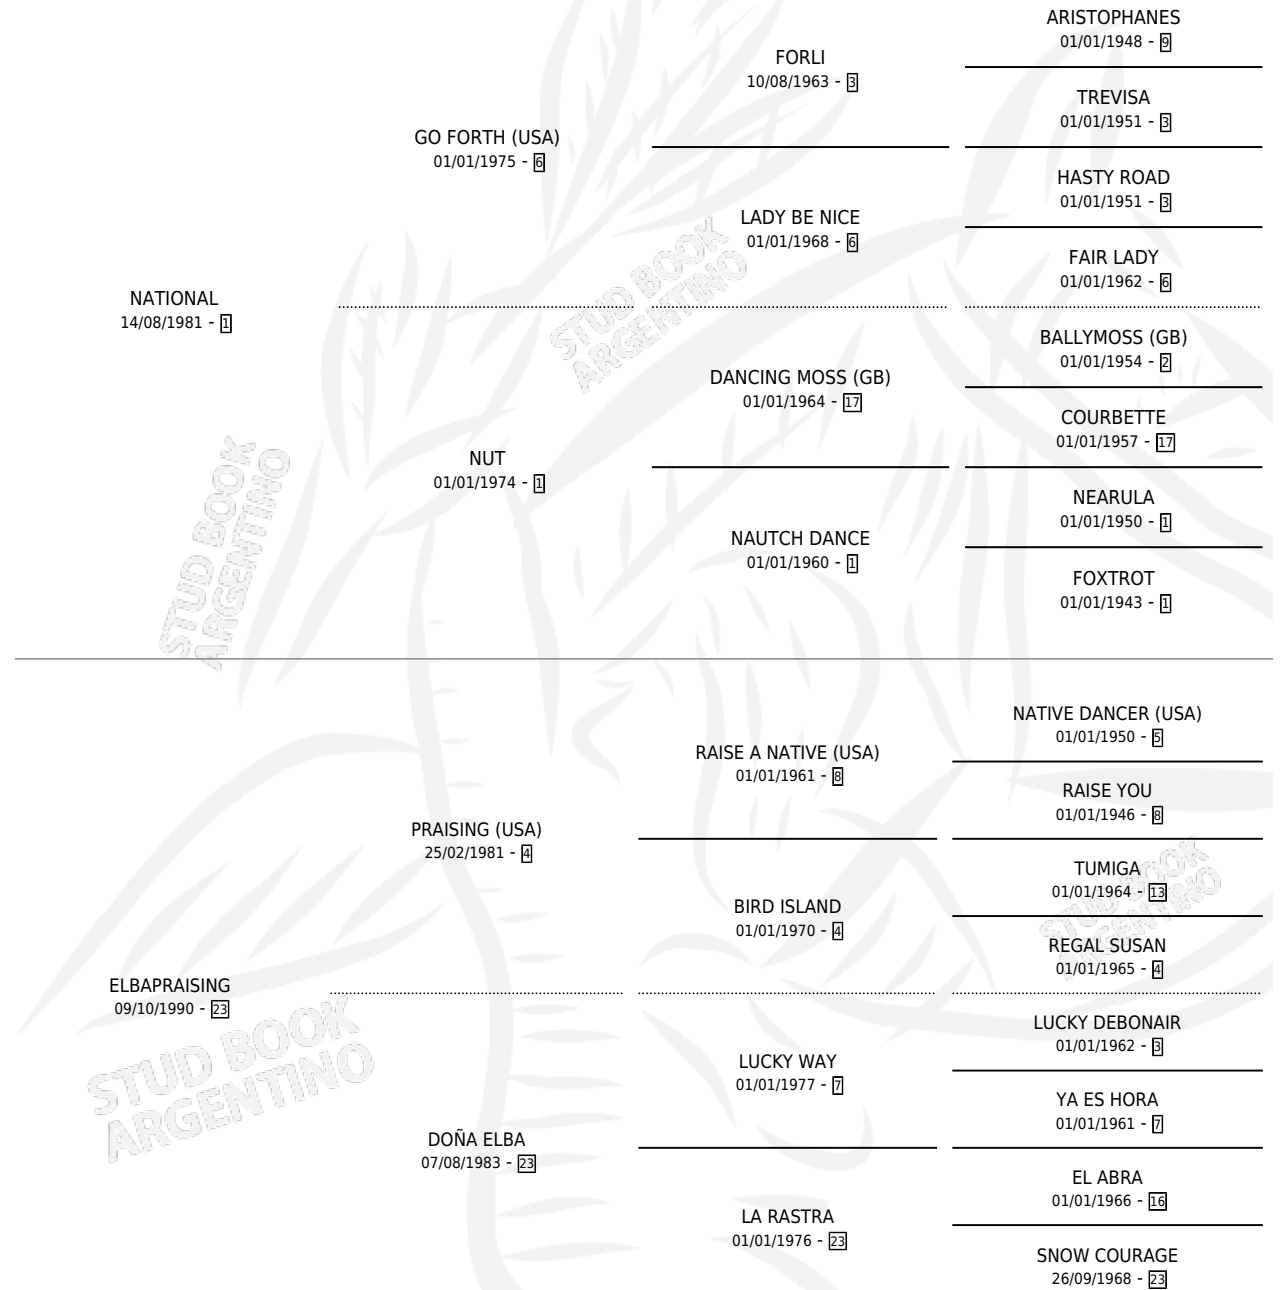 ARISTOPHANES
01/01/1948 - 9
FORLI
10/08/1963 - 3
TREVISA
01/01/1951 - 3
GO FORTH (USA)
01/01/1975 - 6
HASTY ROAD
01/01/1951 - 3
LADY BE NICE
01/01/1968 - 6
FAIR LADY
01/01/1962 - 6
NATIONAL
14/08/1981 - 1
BALLYMOSS (GB)
01/01/1954 - 2
DANCING MOSS (GB)
01/01/1964 - 17
COURBETTE
01/01/1957 - 17
NUT
01/01/1974 - 1
NEARULA
01/01/1950 - 1
NAUTCH DANCE
01/01/1960 - 1
FOXTROT
01/01/1943 - 1
NATIVE DANCER (USA)
01/01/1950 - 5
RAISE A NATIVE (USA)
01/01/1961 - 8
RAISE YOU
01/01/1946 - 8
PRAISING (USA)
25/02/1981 - 4
TUMIGA
01/01/1964 - 13
BIRD ISLAND
01/01/1970 - 4
REGAL SUSAN
01/01/1965 - 4
ELBAPRAISING
09/10/1990 - 23
LUCKY DEBONAIR
01/01/1962 - 3
LUCKY WAY
01/01/1977 - 7
YA ES HORA
01/01/1961 - 7
DOÑA ELBA
07/08/1983 - 23
EL ABRA
01/01/1966 - 16
LA RASTRA
01/01/1976 - 23
SNOW COURAGE
26/09/1968 - 23
STUD BOOK
ARGENTINO
STUD BOOK
ARGENTINO
STUD BOOK
ARGENTINO
STUD BOOK
ARGENTINO